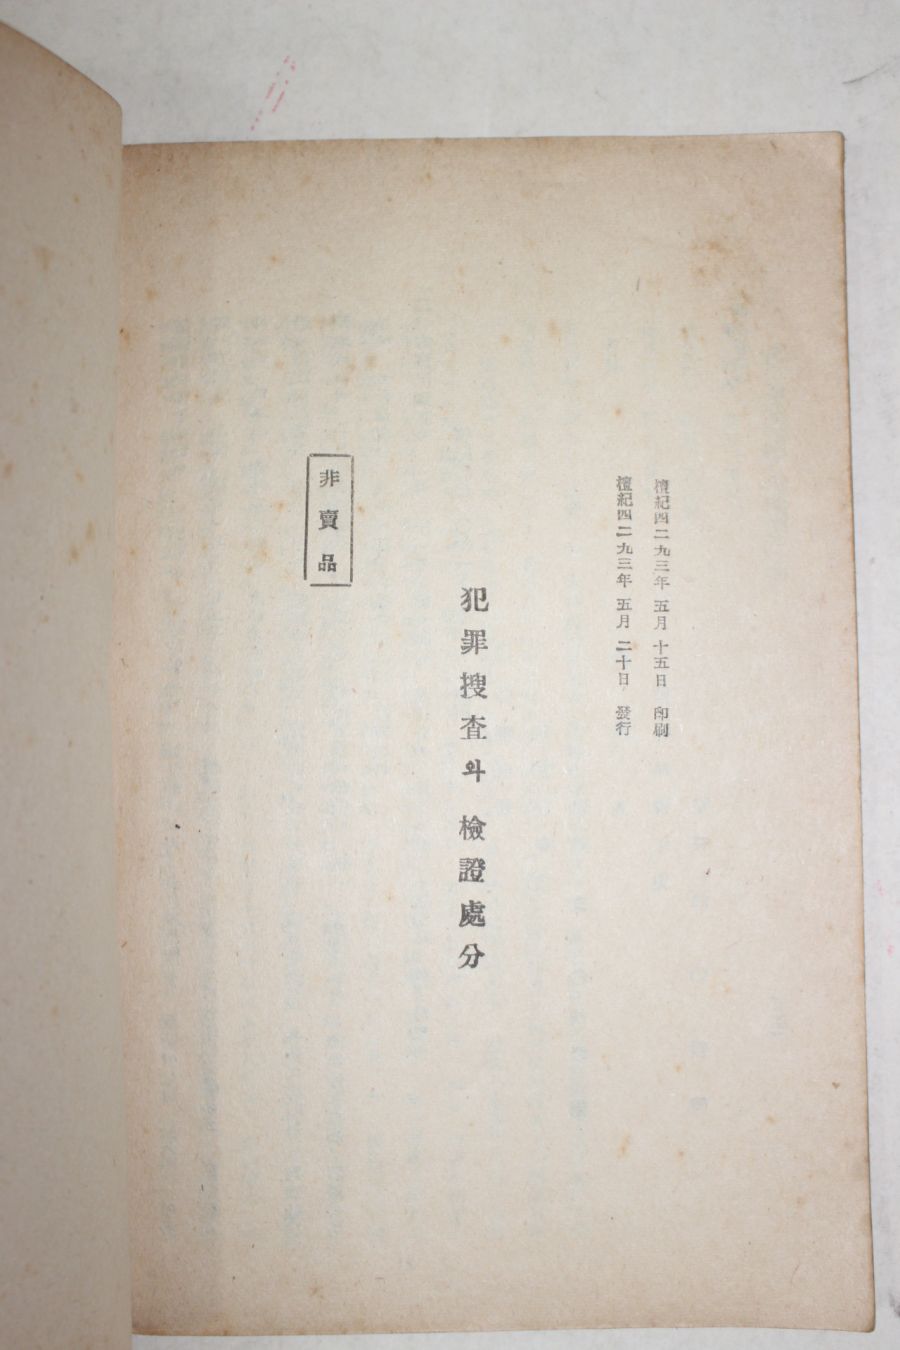 檀紀四二九三年 五月 十五日 印刷
檀紀四二九三年 五月 二十日 發行
犯罪搜査와 檢證處分
非賣品